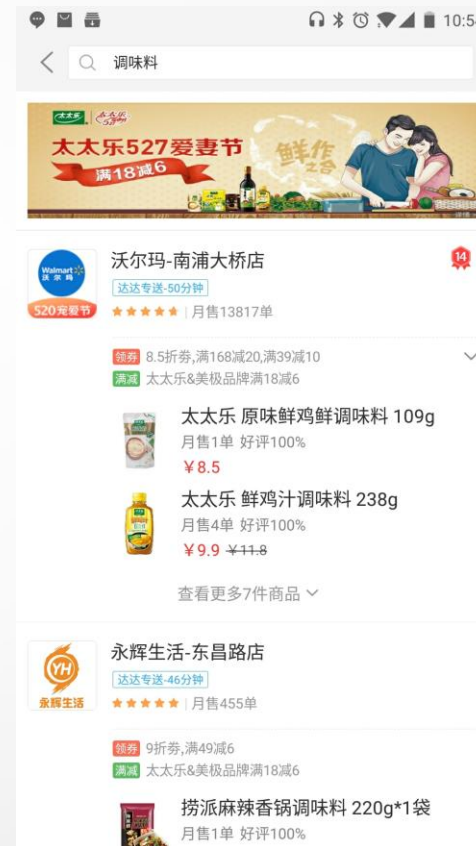 10:54
调味料
太太乐
太太乐527爱妻节
满18减6
鲜作
之合
Walmart
沃尔玛
520宠爱节
沃尔玛-南浦大桥店
14
达达专送-50分钟
月售13817单
领券 8.5折劵,满168减20,满39减10
满减 太太乐&美极品牌满18减6
太太乐 原味鲜鸡鲜调味料 109g
月售1单 好评100%
￥8.5
太太乐 鲜鸡汁调味料 238g
月售4单 好评100%
￥9.9 ￥11.8
查看更多7件商品
YH
永辉生活
永辉生活-东昌路店
达达专送-46分钟
月售455单
领券 9折劵,满49减6
满减 太太乐&美极品牌满18减6
捞派麻辣香锅调味料 220g*1袋
月售1单 好评100%